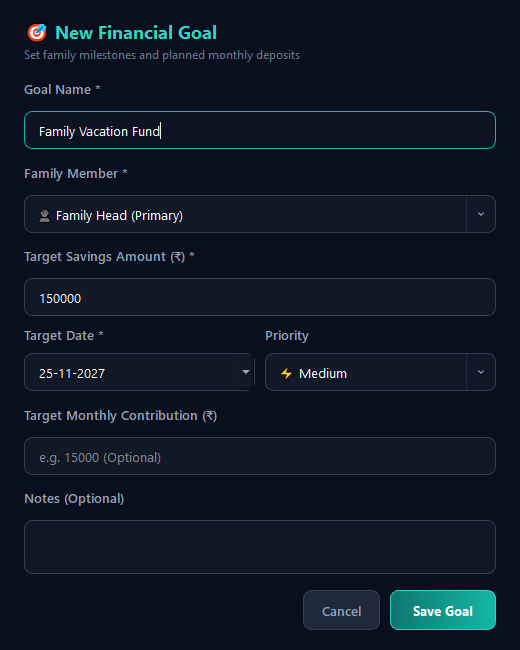 🎯 New Financial Goal
Set family milestones and planned monthly deposits
Goal Name *
Family Vacation Fund
Family Member *
Family Head (Primary)
Target Savings Amount (₹) *
150000
Target Date * Priority
25-11-2027 ⚡ Medium
Target Monthly Contribution (₹)
e.g. 15000 (Optional)
Notes (Optional)
Cancel Save Goal